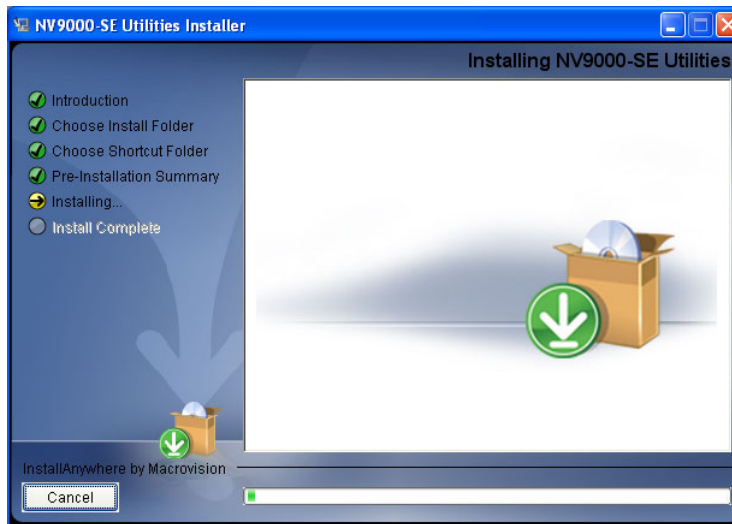 NV9000-SE Utilities Installer
Installing NV9000-SE Utilities
Introduction
Choose Install Folder
Choose Shortcut Folder
Pre-Installation Summary
Installing...
Install Complete
InstallAnywhere by Macrovision
Cancel